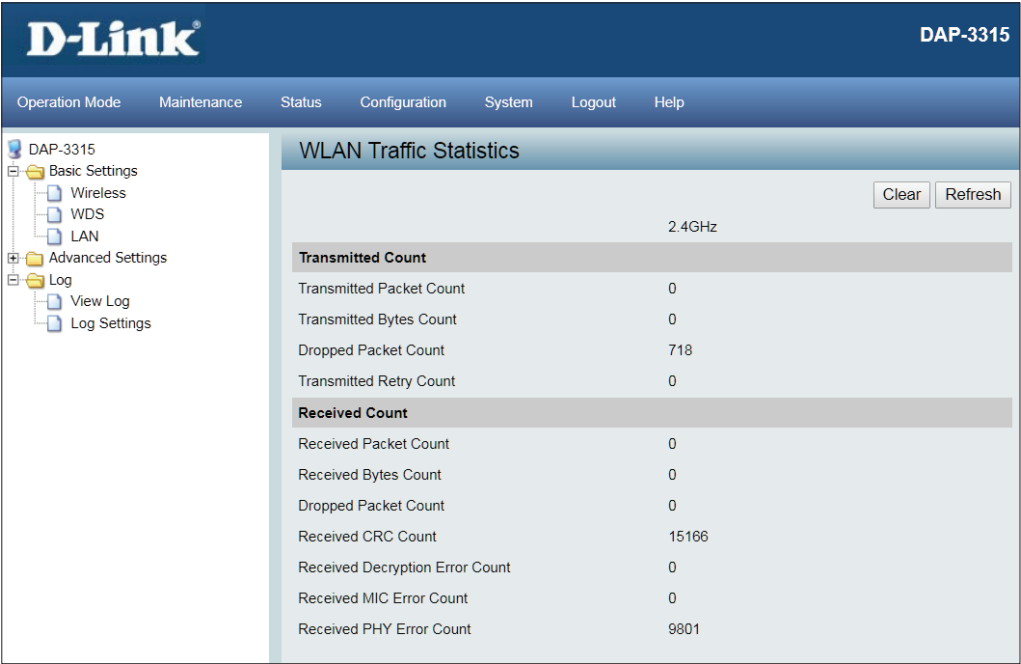 D-Link®
DAP-3315
Operation Mode Maintenance Status Configuration System Logout Help
DAP-3315
Basic Settings
Wireless
WDS
LAN
Advanced Settings
Log
View Log
Log Settings
WLAN Traffic Statistics
Clear Refresh
2.4GHz
Transmitted Count
Transmitted Packet Count 0
Transmitted Bytes Count 0
Dropped Packet Count 718
Transmitted Retry Count 0
Received Count
Received Packet Count 0
Received Bytes Count 0
Dropped Packet Count 0
Received CRC Count 15166
Received Decryption Error Count 0
Received MIC Error Count 0
Received PHY Error Count 9801